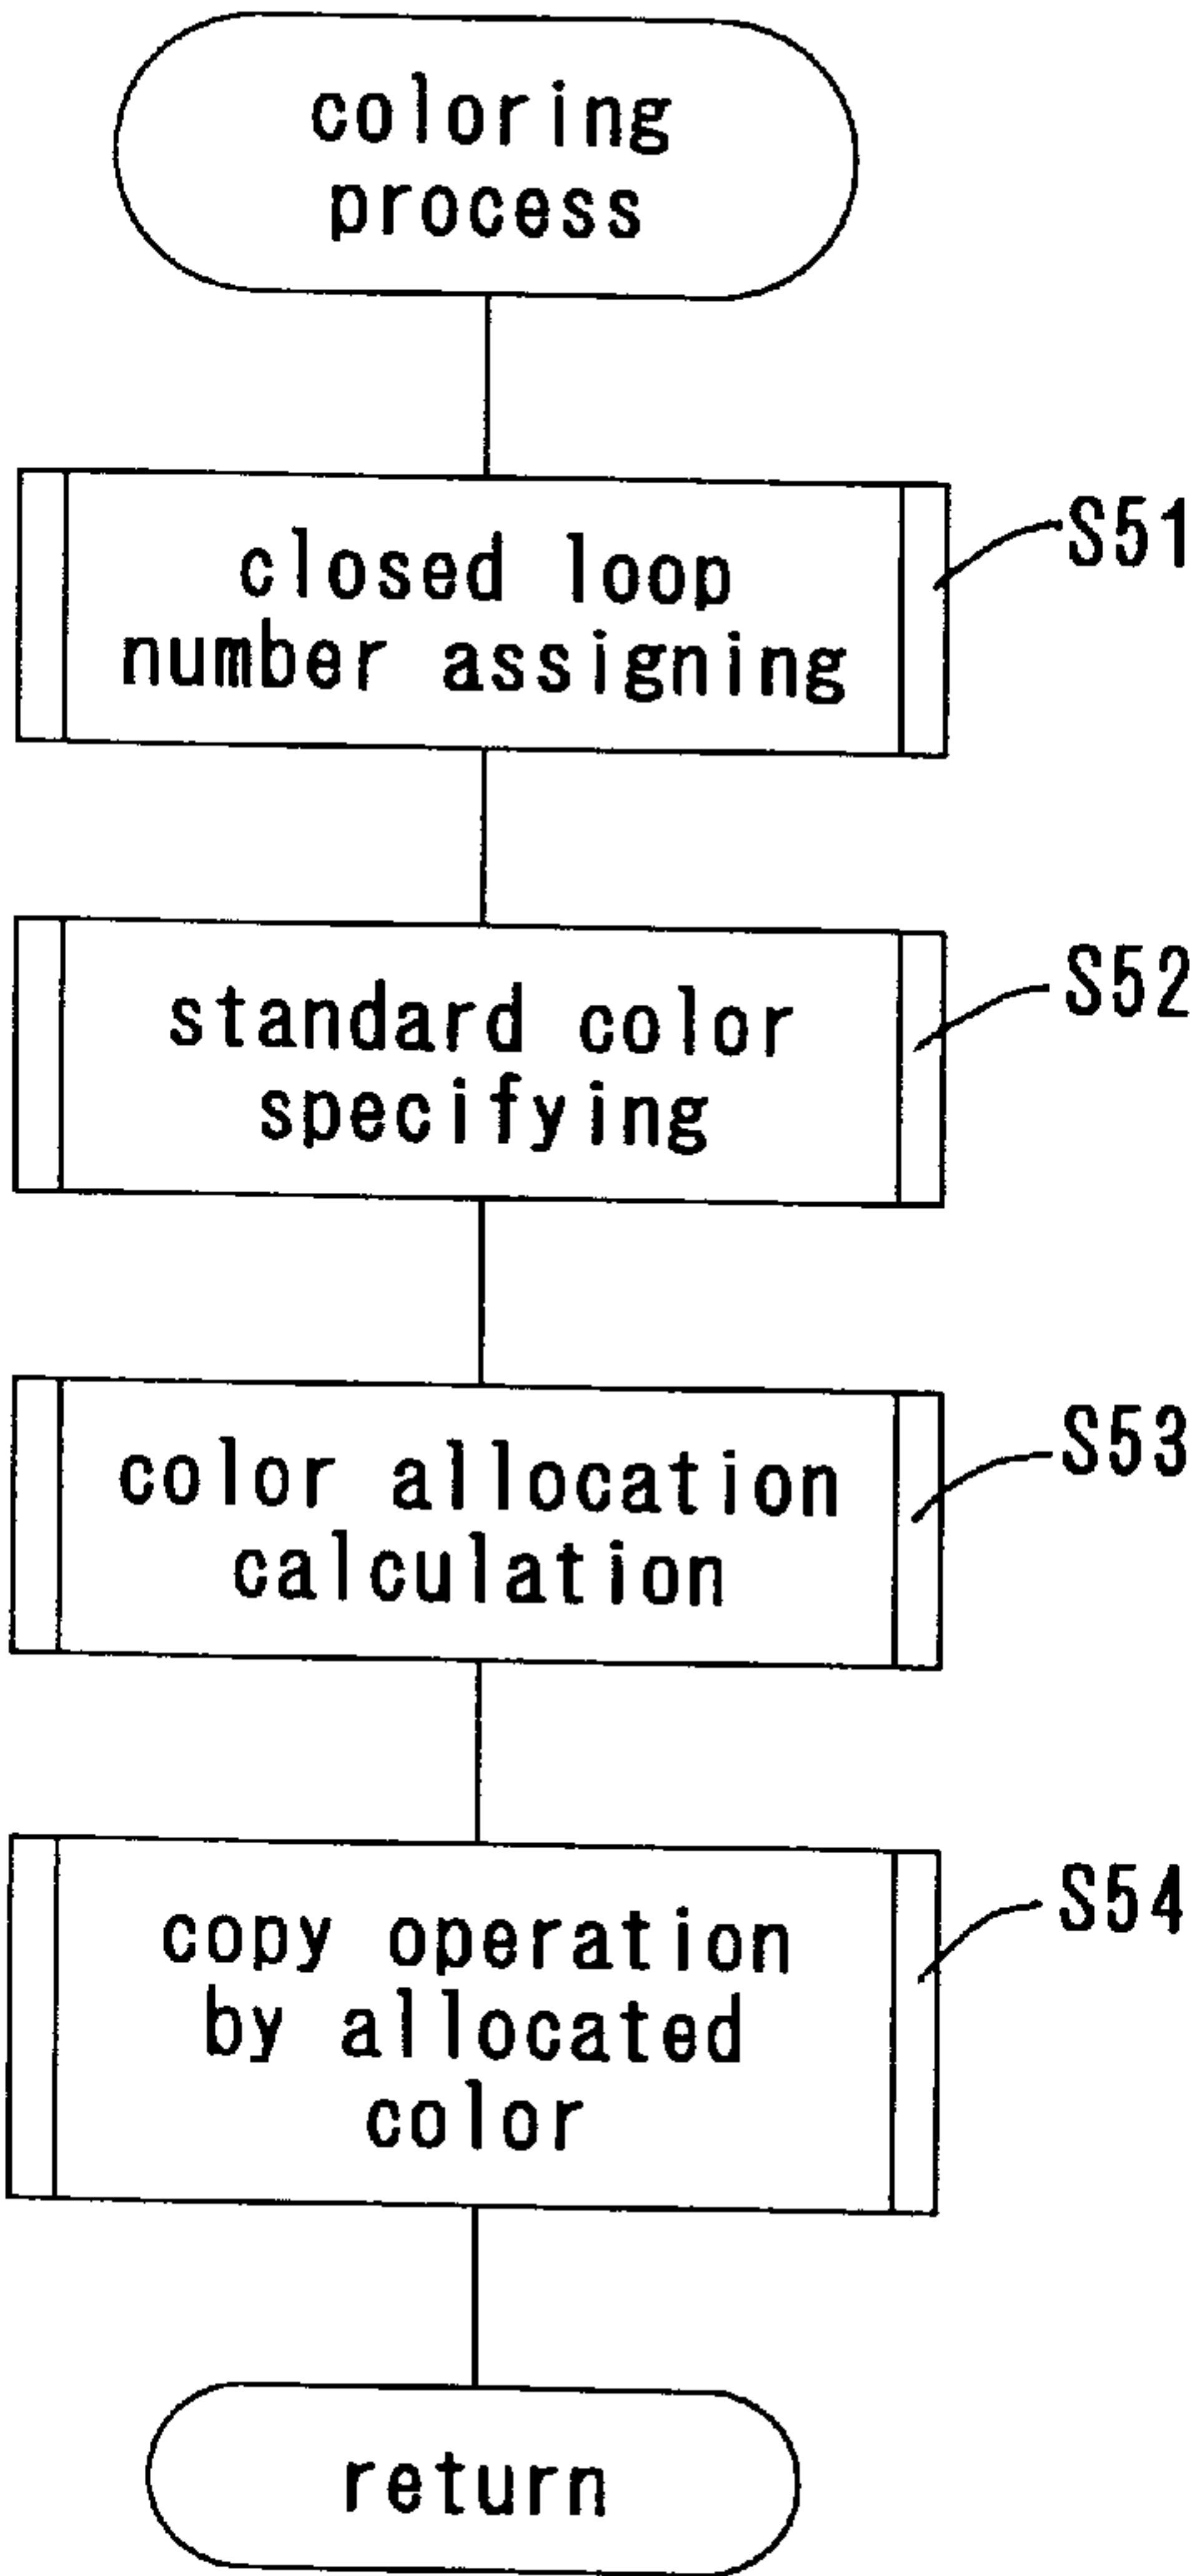 coloring
process
closed loop
number assigning
S51
standard color
specifying
S52
color allocation
calculation
S53
copy operation
by allocated
color
S54
return